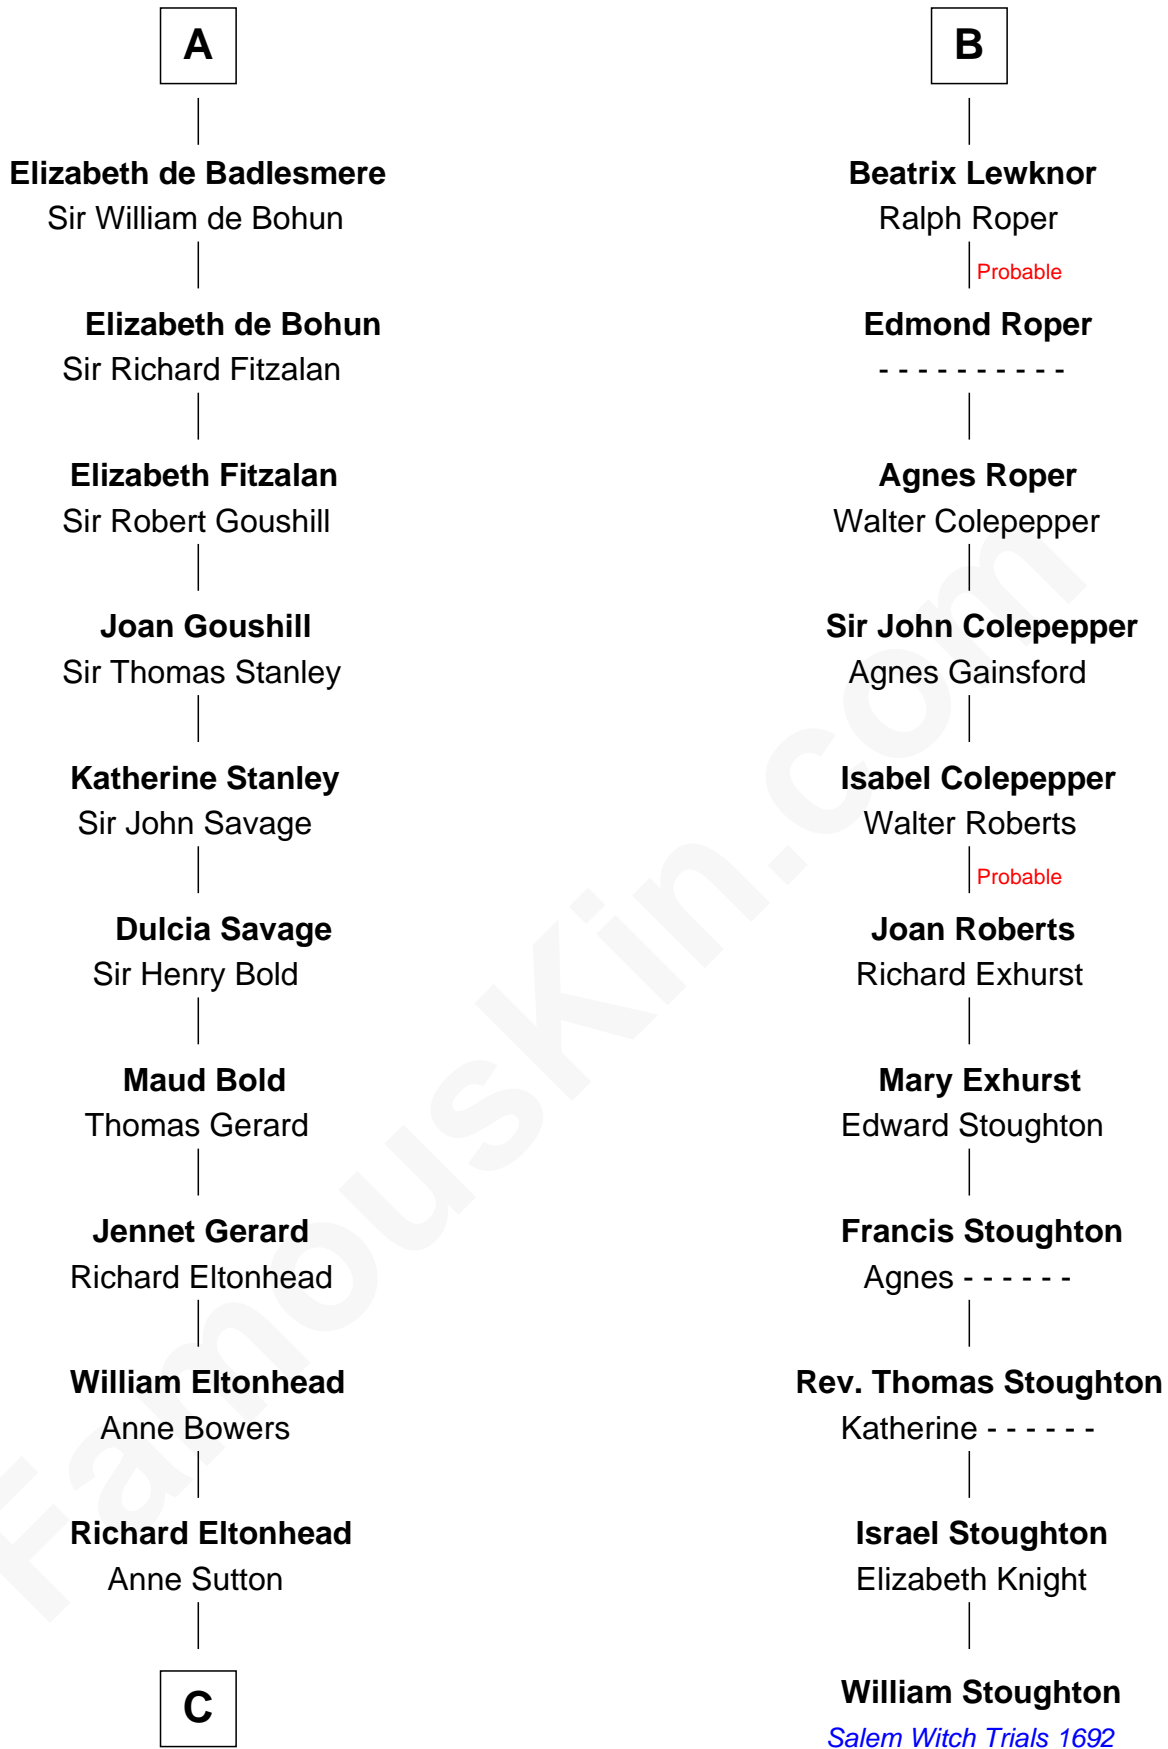 A
Elizabeth de Badlesmere
Sir William de Bohun
Elizabeth de Bohun
Sir Richard Fitzalan
Elizabeth Fitzalan
Sir Robert Goushill
Joan Goushill
Sir Thomas Stanley
Katherine Stanley
Sir John Savage
Dulcia Savage
Sir Henry Bold
Maud Bold
Thomas Gerard
Jennet Gerard
Richard Eltonhead
William Eltonhead
Anne Bowers
Richard Eltonhead
Anne Sutton
C
B
Beatrix Lewknor
Ralph Roper
Probable
Edmond Roper
- - - - - - - - - -
Agnes Roper
Walter Colepepper
Sir John Colepepper
Agnes Gainsford
Isabel Colepepper
Walter Roberts
Probable
Joan Roberts
Richard Exhurst
Mary Exhurst
Edward Stoughton
Francis Stoughton
Agnes - - - - - -
Rev. Thomas Stoughton
Katherine - - - - - -
Israel Stoughton
Elizabeth Knight
William Stoughton
Salem Witch Trials 1692
FamousKin.com